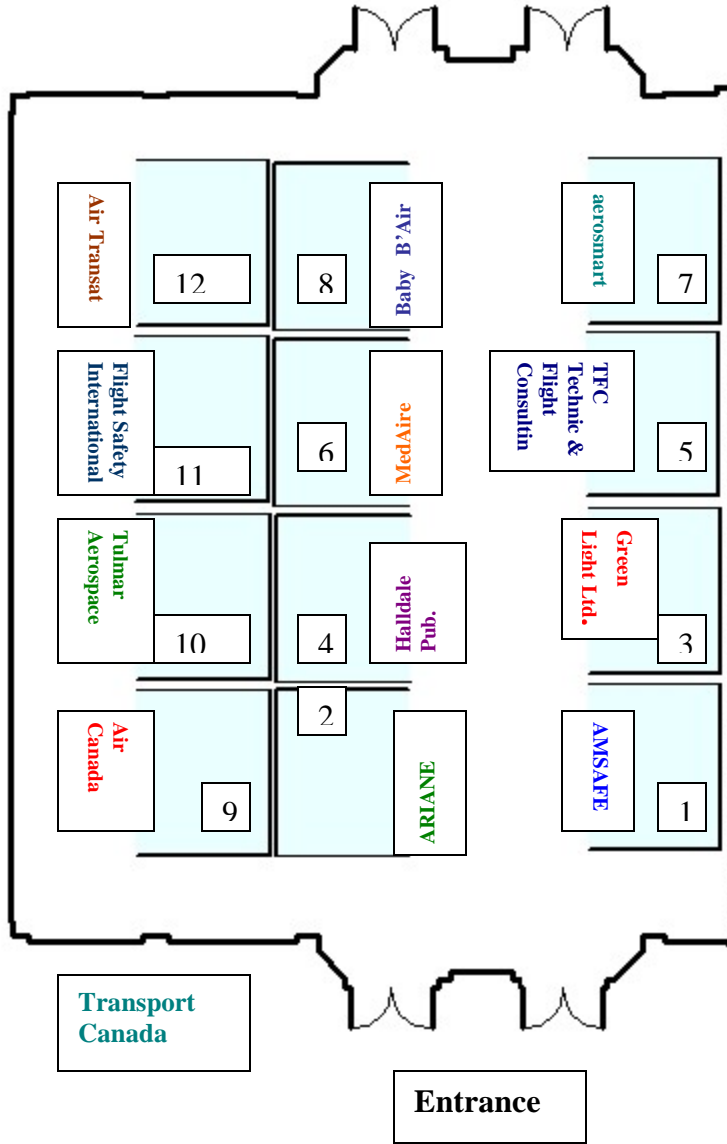 Air Transat
12
8
Baby B’Air
aerosmart
7
Flight Safety
International
11
6
MedAire
TFC
Technic &
Flight
Consultin
5
Tulmar
Aerospace
10
4
Halldale
Pub.
Green
Light Ltd.
3
Air
Canada
9
2
ARIANE
AMSAFE
1
Transport
Canada
Entrance